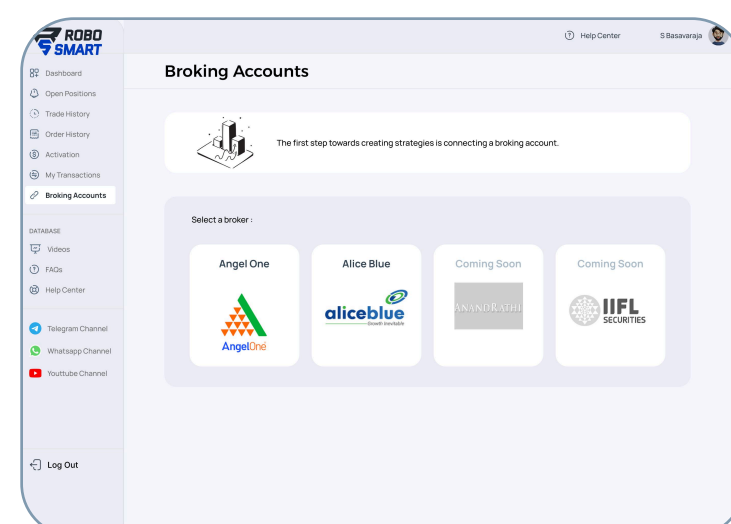 ROBO
SMART
Help Center
S Basavaraja
Dashboard
Open Positions
Trade History
Order History
Activation
My Transactions
Broking Accounts
DATABASE
Videos
FAQs
Help Center
Telegram Channel
Whatsapp Channel
Youttube Channel
Log Out
Broking Accounts
The first step towards creating strategies is connecting a broking account.
Select a broker :
Angel One
AngelOne
Alice Blue
aliceblue
Growth Inevitable
Coming Soon
ANANDRATHI
Coming Soon
IIFL
SECURITIES